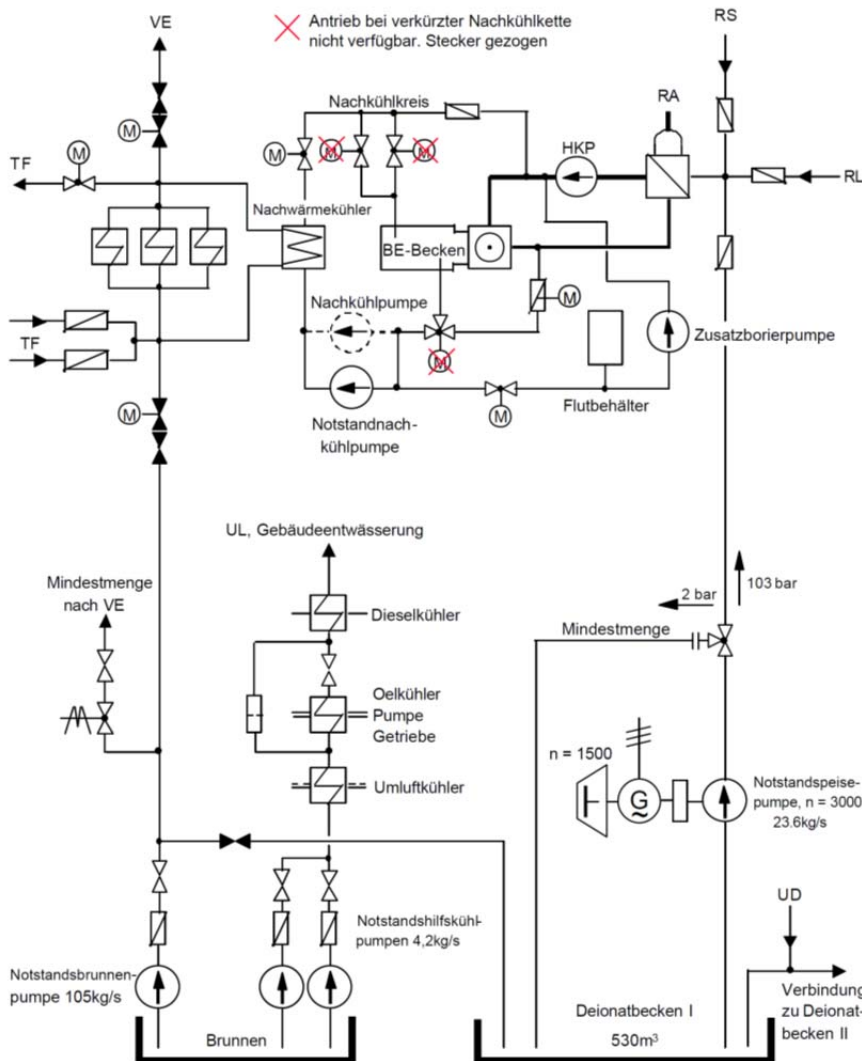 VE
Antrieb bei verkürzter Nachkühlkette
nicht verfügbar. Stecker gezogen
RS
Nachkühlkreis
RA
M
M
M
M
M
HKP
TF
RL
Nachwärmekühler
BE-Becken
Nachkühlpumpe
M
TF
M
Zusatzborierpumpe
M
M
Flutbehälter
Notstandnach-
kühlpumpe
UL, Gebäudeentwässerung
Mindestmenge
nach VE
2 bar
103 bar
Dieselkühler
Mindestmenge
Oelkühler
Pumpe
Getriebe
n = 1500
Umluftkühler
G
~
Notstandspeise-
pumpe, n = 3000
23.6kg/s
UD
Notstandshilfskühl-
pumpen 4,2kg/s
Notstandsbrunnen-
pumpe 105kg/s
Verbindung
zu Deionat-
becken II
Deionatbecken I
530m³
Brunnen